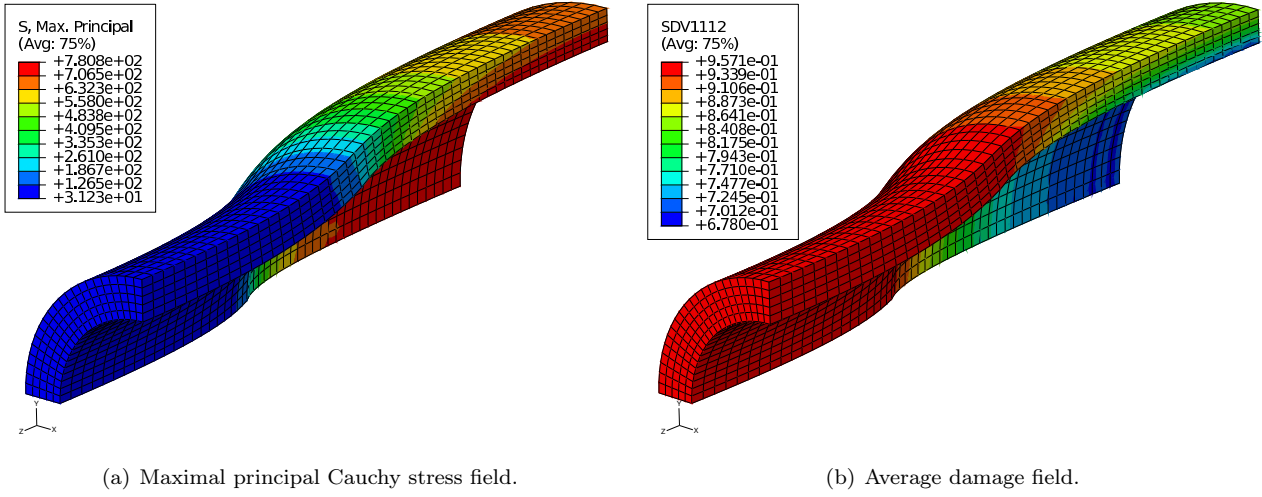 S, Max. Principal
(Avg: 75%)
+7.808e+02
+7.065e+02
+6.323e+02
+5.580e+02
+4.838e+02
+4.095e+02
+3.353e+02
+2.610e+02
+1.867e+02
+1.265e+02
+3.123e+01
Y
Z
X
SDV1112
(Avg: 75%)
+9.571e-01
+9.339e-01
+9.106e-01
+8.873e-01
+8.641e-01
+8.408e-01
+8.175e-01
+7.943e-01
+7.710e-01
+7.477e-01
+7.245e-01
+7.012e-01
+6.780e-01
Y
Z
X
(a) Maximal principal Cauchy stress field.
(b) Average damage field.